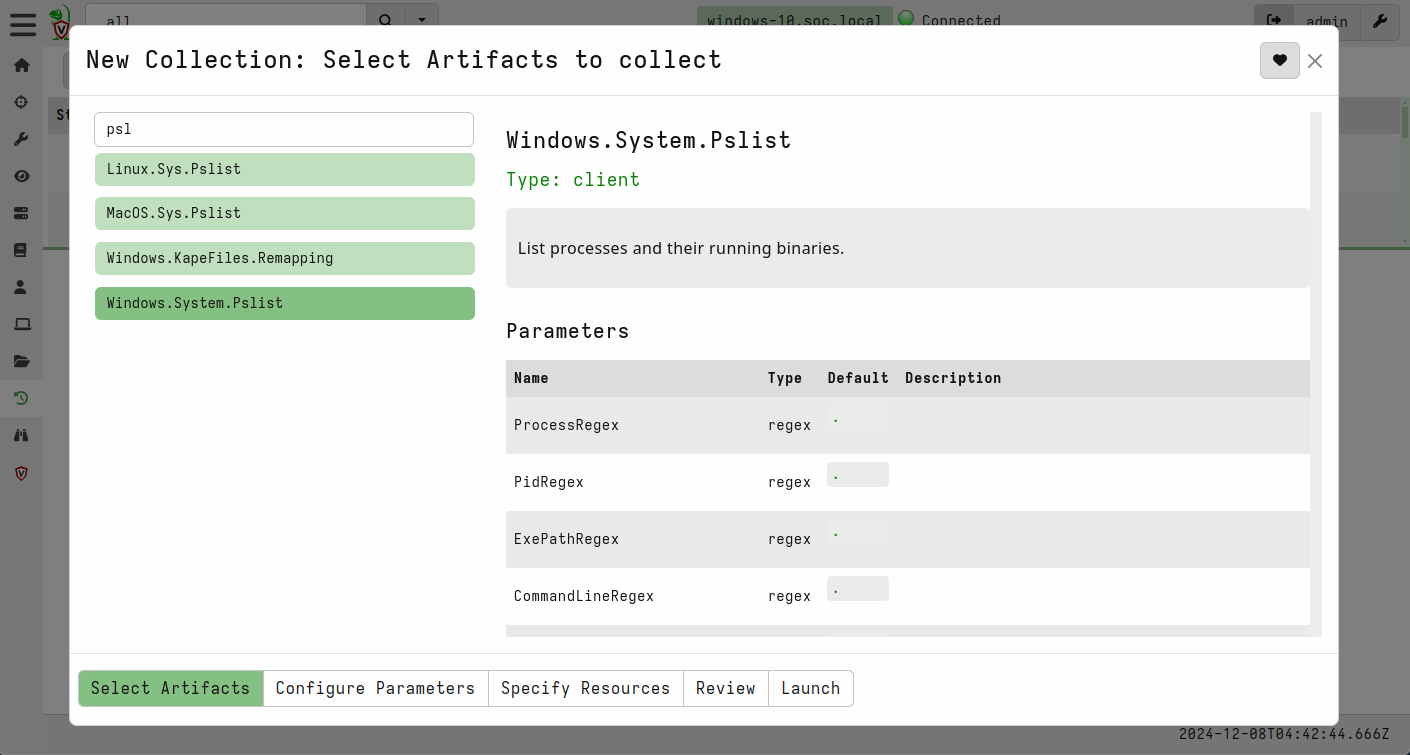 all
windows-10.soc.local Connected
admin
New Collection: Select Artifacts to collect
St
psl
Linux.Sys.Pslist
MacOS.Sys.Pslist
Windows.KapeFiles.Remapping
Windows.System.Pslist
Windows.System.Pslist
Type: client
List processes and their running binaries.
Parameters
Name Type Default Description
ProcessRegex regex .
PidRegex regex .
ExePathRegex regex .
CommandLineRegex regex .
Select Artifacts Configure Parameters Specify Resources Review Launch
2024-12-08T04:42:44.666Z